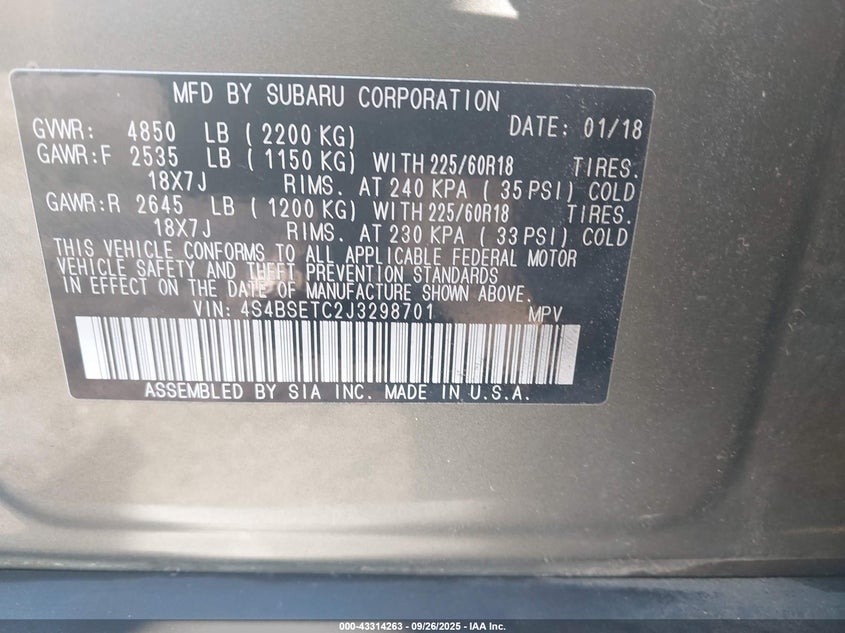 MFD BY SUBARU CORPORATION
GVWR: 4850 LB ( 2200 KG) DATE: 01/18
GAWR:F 2535 LB ( 1150 KG) WITH 225/60R18 TIRES.
18X7J RIMS. AT 240 KPA ( 35 PSI) COLD
GAWR:R 2645 LB ( 1200 KG) WITH 225/60R18 TIRES.
18X7J RIMS. AT 230 KPA ( 33 PSI) COLD
THIS VEHICLE CONFORMS TO ALL APPLICABLE FEDERAL MOTOR
VEHICLE SAFETY AND THEFT PREVENTION STANDARDS
IN EFFECT ON THE DATE OF MANUFACTURE SHOWN ABOVE.
VIN: 4S4BSETC2J3298701 MPV
ASSEMBLED BY SIA INC. MADE IN U.S.A.
000-43314263 - 09/26/2025 - IAA Inc.